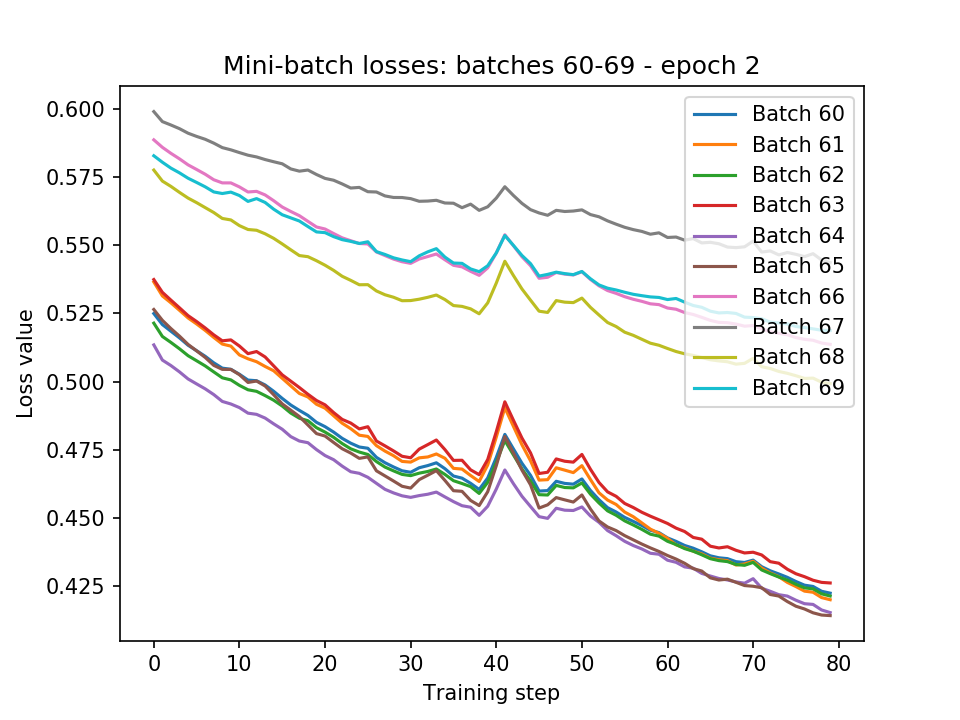 Mini-batch losses: batches 60-69 - epoch 2
0.600
0.575
0.550
0.525
0.500
0.475
0.450
0.425
Loss value
0
10
20
30
40
50
60
70
80
Training step
Batch 60
Batch 61
Batch 62
Batch 63
Batch 64
Batch 65
Batch 66
Batch 67
Batch 68
Batch 69